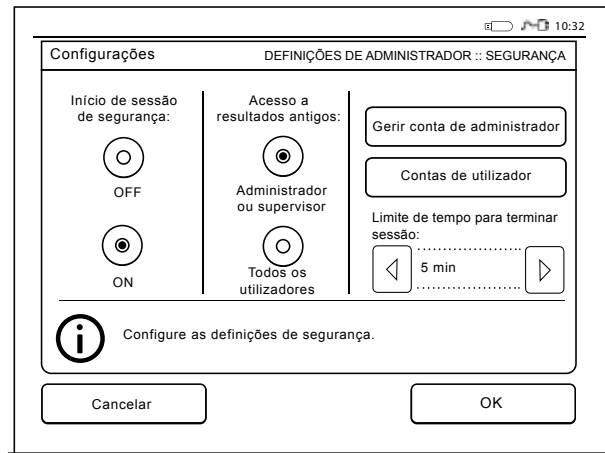 10:32
Configurações DEFINIÇÕES DE ADMINISTRADOR :: SEGURANÇA
Início de sessão
de segurança:
OFF
ON
Acesso a
resultados antigos:
Administrador
ou supervisor
Todos os
utilizadores
Gerir conta de administrador
Contas de utilizador
Limite de tempo para terminar
sessão:
5 min
Configure as definições de segurança.
Cancelar
OK